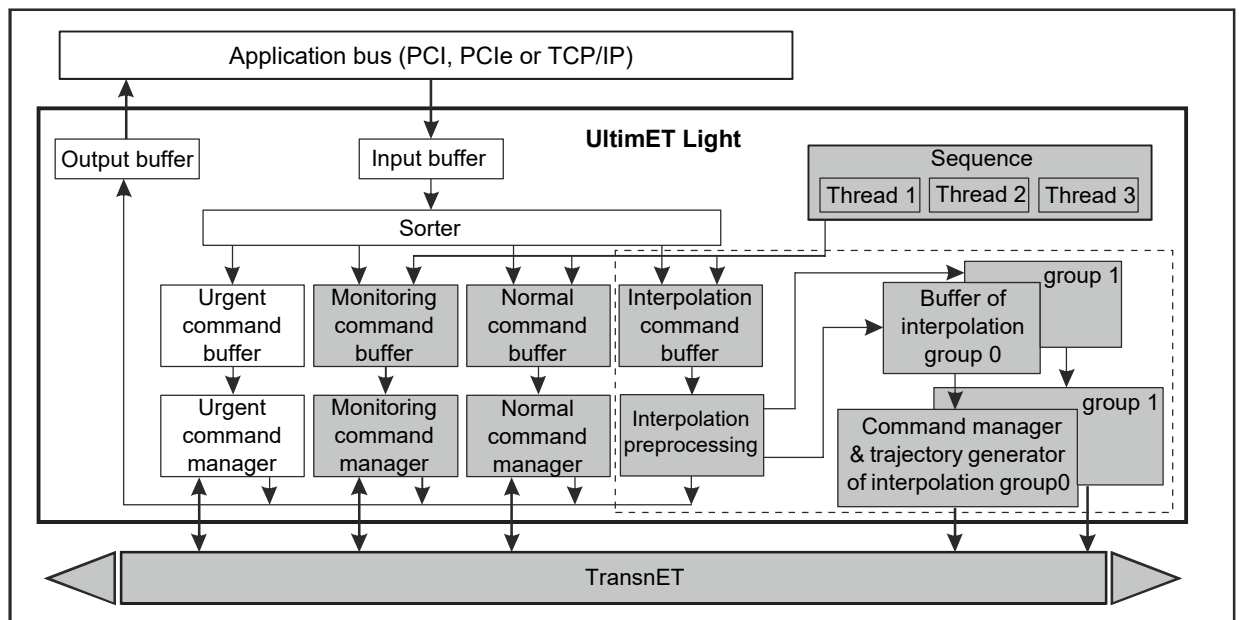 Application bus (PCI, PCIe or TCP/IP)
UltimET Light
Output buffer
Input buffer
Sequence
Thread 1
Thread 2
Thread 3
Sorter
Urgent
command
buffer
Monitoring
command
buffer
Normal
command
buffer
Interpolation
command
buffer
group 1
Buffer of
interpolation
group 0
Urgent
command
manager
Monitoring
command
manager
Normal
command
manager
Interpolation
preprocessing
group 1
Command manager
& trajectory generator
of interpolation group0
TransnET